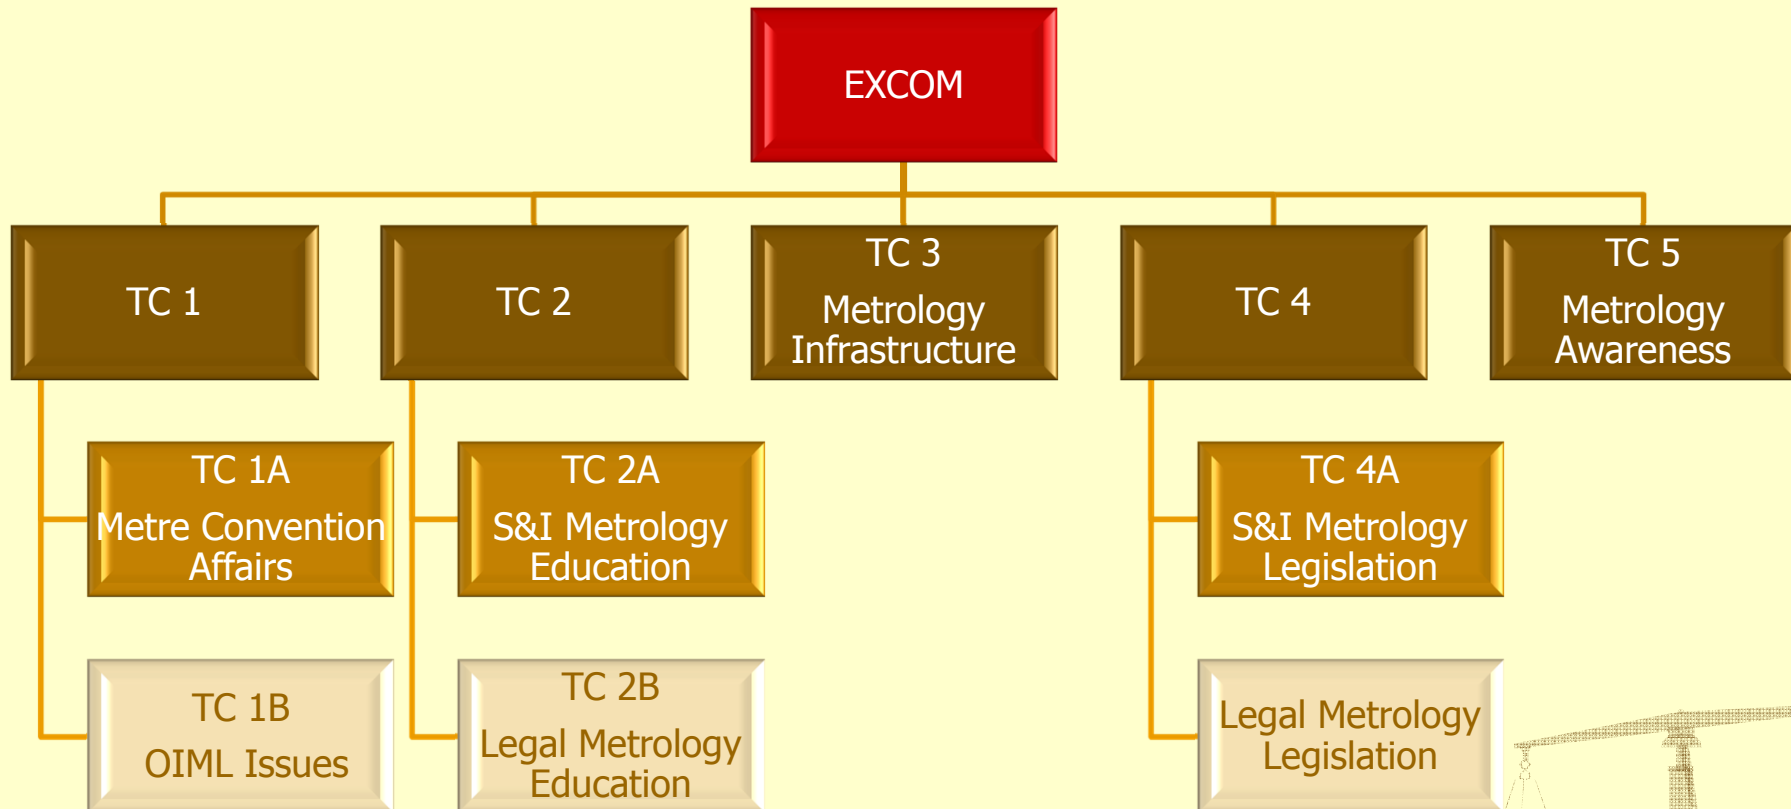 EXCOM
TC 1
TC 2
TC 3
Metrology
Infrastructure
TC 4
TC 5
Metrology
Awareness
TC 1A
Metre Convention
Affairs
TC 2A
S&I Metrology
Education
TC 4A
S&I Metrology
Legislation
TC 1B
OIML Issues
TC 2B
Legal Metrology
Education
Legal Metrology
Legislation